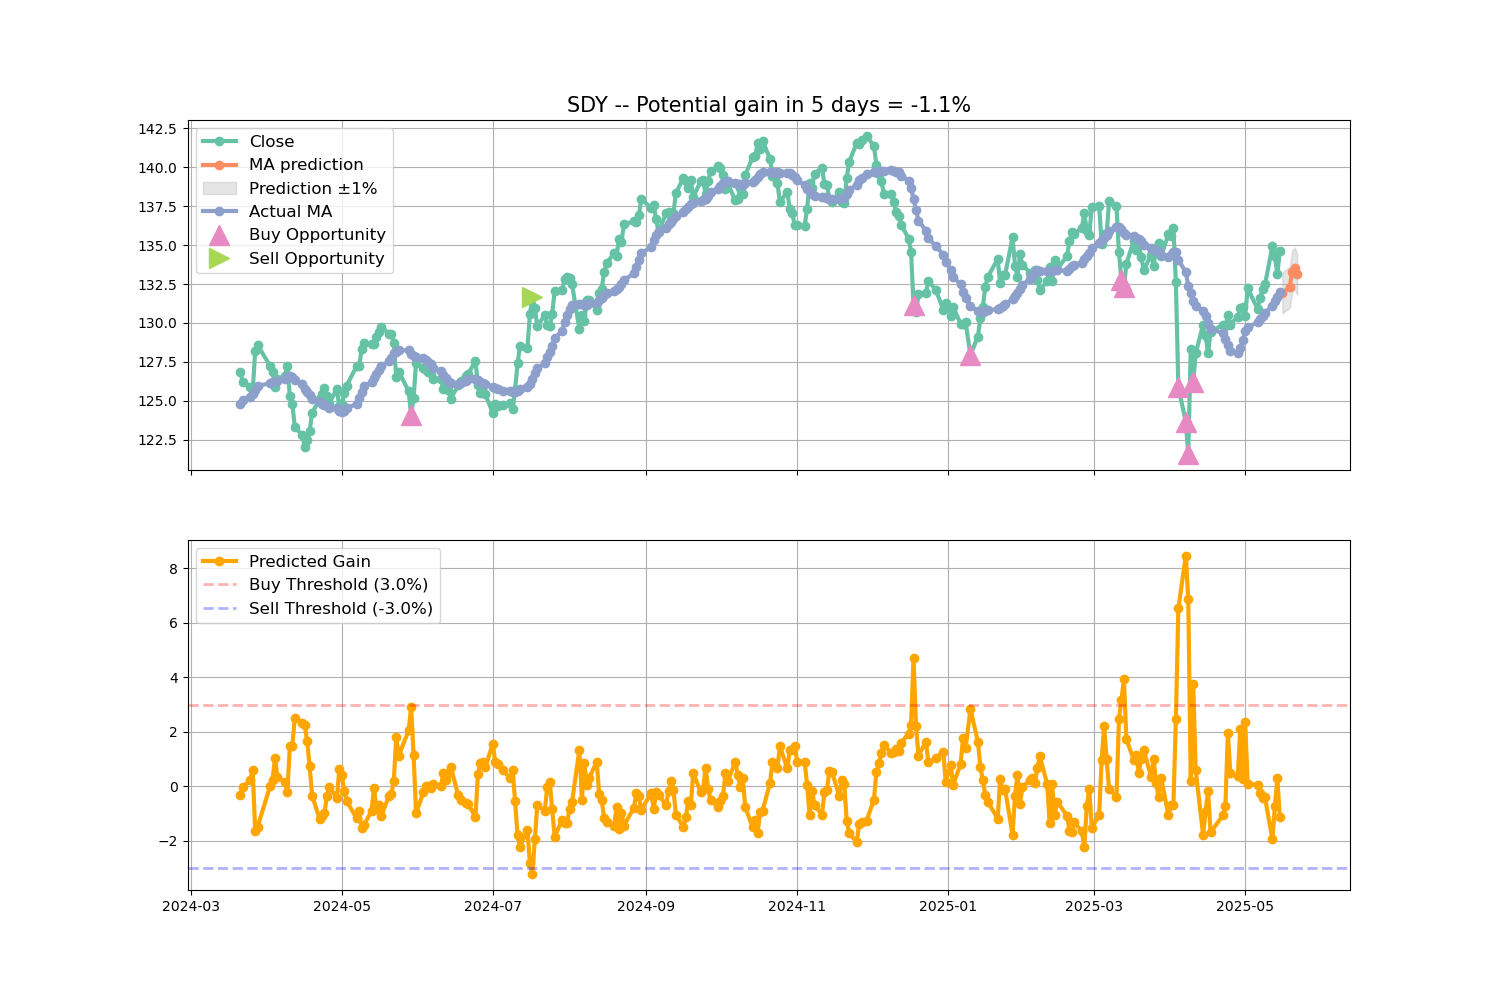 SDY -- Potential gain in 5 days = -1.1%
142.5
140.0
137.5
135.0
132.5
130.0
127.5
125.0
122.5
Close
MA prediction
Prediction ±1%
Actual MA
Buy Opportunity
Sell Opportunity
8
6
4
2
0
−2
Predicted Gain
Buy Threshold (3.0%)
Sell Threshold (-3.0%)
2024-03 2024-05 2024-07 2024-09 2024-11 2025-01 2025-03 2025-05